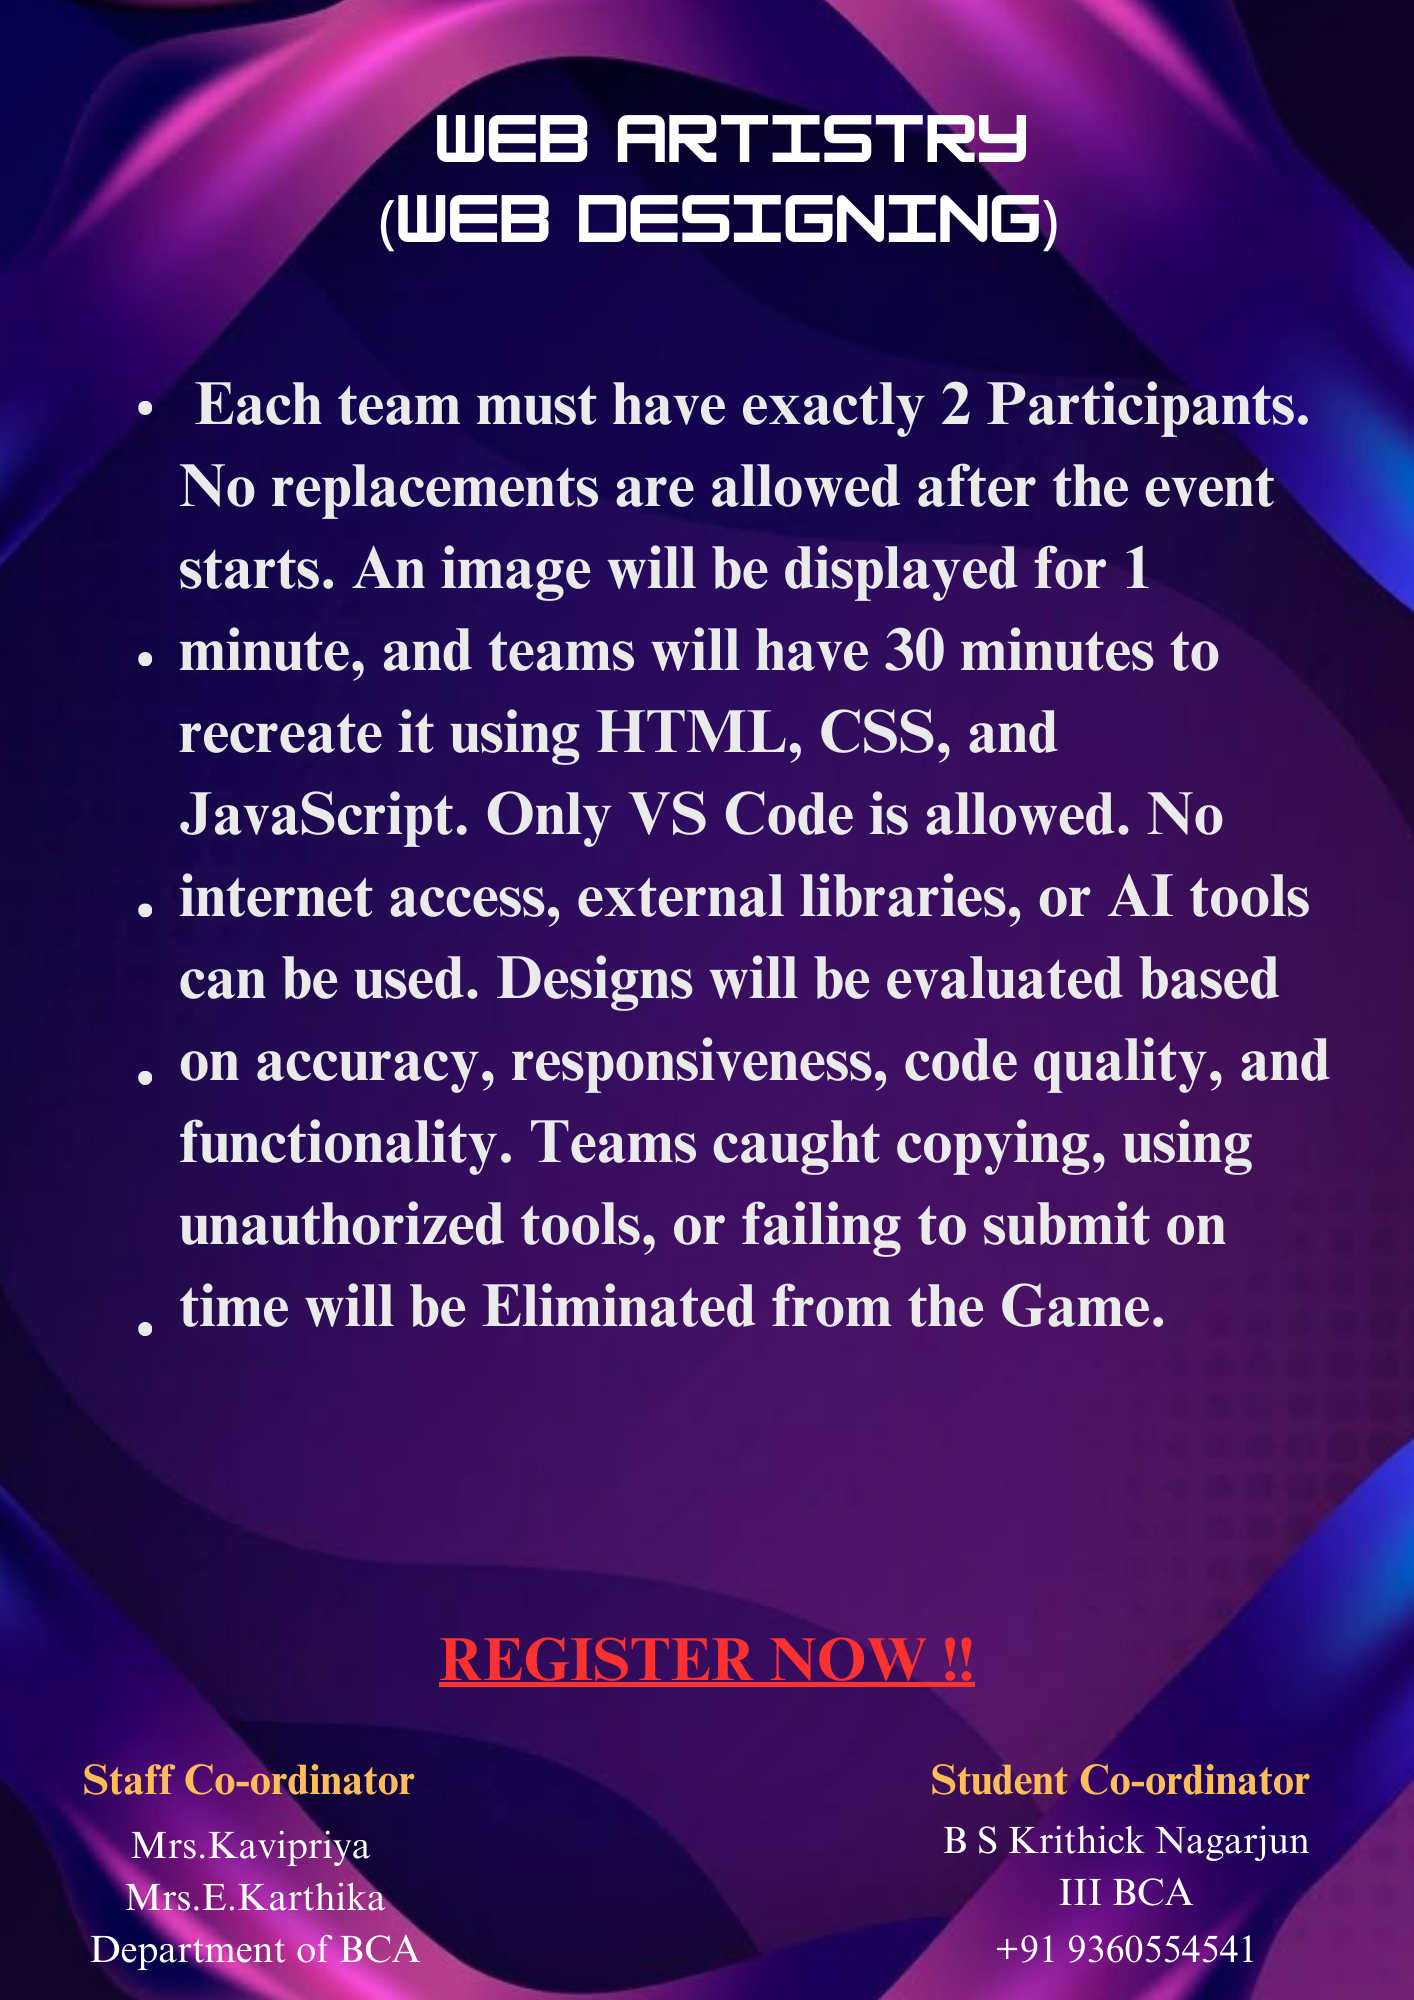 WEB ARTISTRY
(WEB DESIGNING)
• Each team must have exactly 2 Participants.
No replacements are allowed after the event
starts. An image will be displayed for 1
• minute, and teams will have 30 minutes to
recreate it using HTML, CSS, and
JavaScript. Only VS Code is allowed. No
• internet access, external libraries, or AI tools
can be used. Designs will be evaluated based
• on accuracy, responsiveness, code quality, and
functionality. Teams caught copying, using
unauthorized tools, or failing to submit on
• time will be Eliminated from the Game.
REGISTER NOW !!
Staff Co-ordinator
Mrs.Kavipriya
Mrs.E.Karthika
Department of BCA
Student Co-ordinator
B S Krithick Nagarjun
III BCA
+91 9360554541